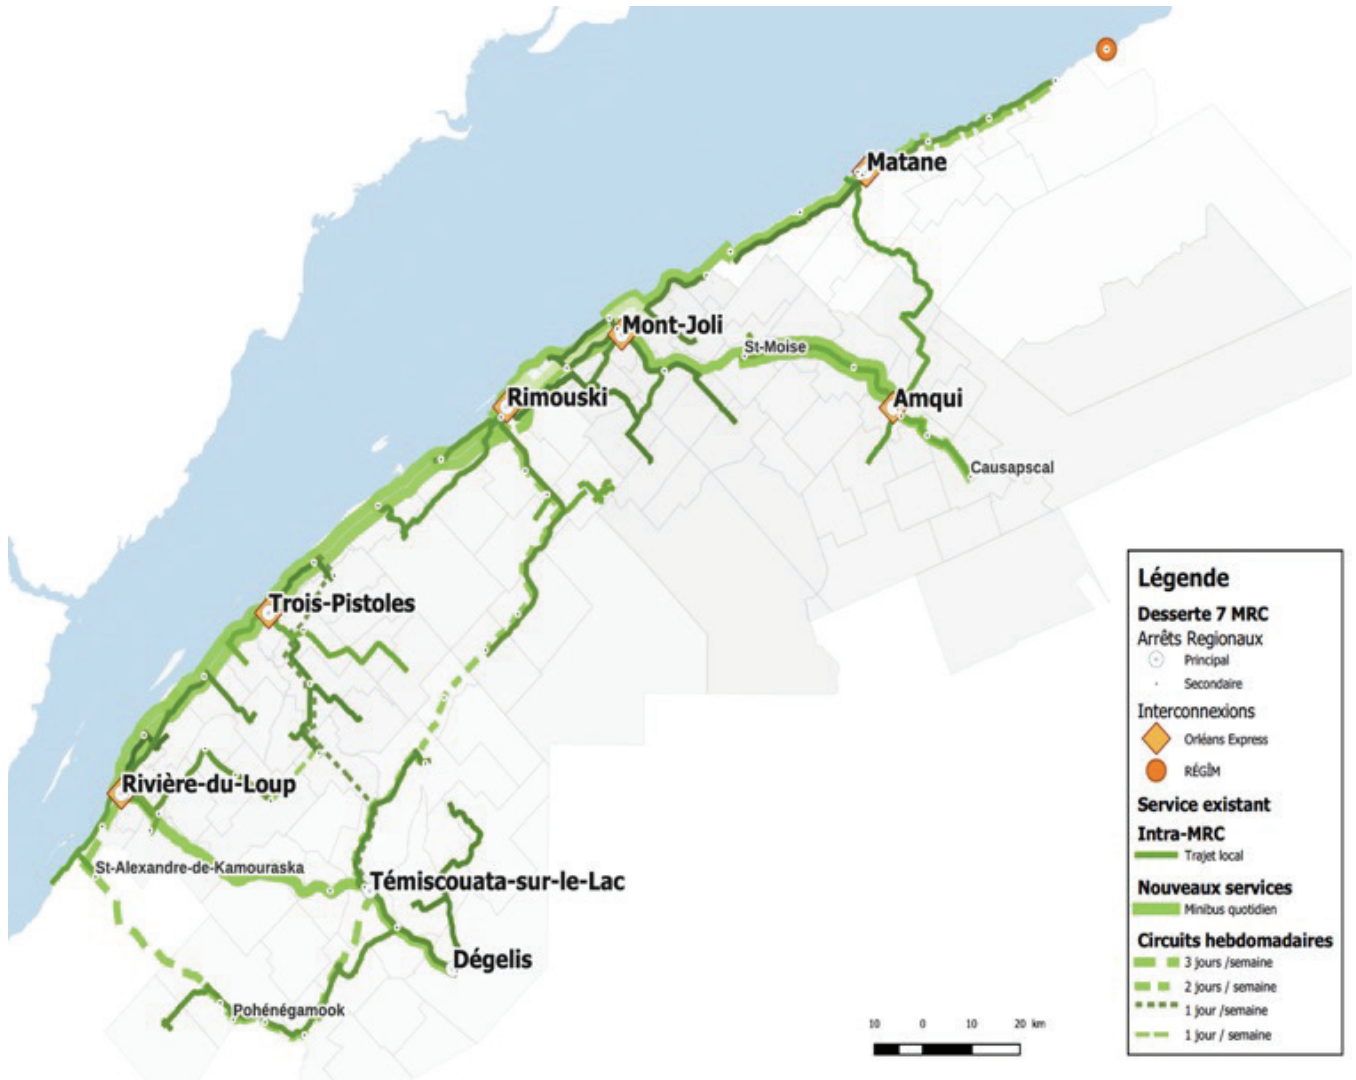 Matane
Mont-Joli
St-Moise
Rimouski
Amqui
Causapscal
Trois-Pistoles
Rivière-du-Loup
St-Alexandre-de-Kamouraska
Témiscouata-sur-le-Lac
Dégelis
Pohénégamook
10 0 10 20 km
Légende
Desserte 7 MRC
Arrêts Regionaux
Principal
Secondaire
Interconnexions
Orléans Express
RÉGÎM
Service existant
Intra-MRC
Trajet local
Nouveaux services
Minibus quotidien
Circuits hebdomadaires
3 jours /semaine
2 jours / semaine
1 jour /semaine
1 jour / semaine